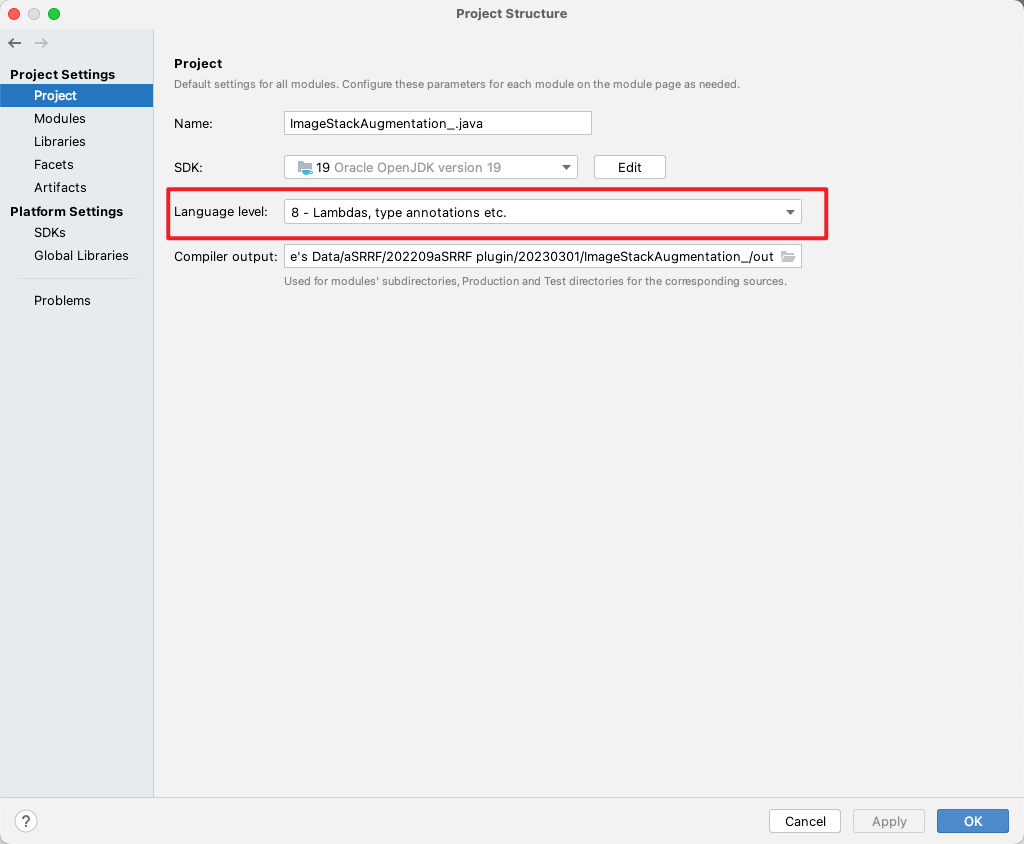 Project Structure
Project Settings
Project
Modules
Libraries
Facets
Artifacts
Platform Settings
SDKs
Global Libraries
Problems
Project
Default settings for all modules. Configure these parameters for each module on the module page as needed.
Name: ImageStackAugmentation_.java
SDK: 19 Oracle OpenJDK version 19 Edit
Language level: 8 - Lambdas, type annotations etc.
Compiler output: e's Data/aSRRF/202209aSRRF plugin/20230301/ImageStackAugmentation_/out
Used for modules' subdirectories, Production and Test directories for the corresponding sources.
? Cancel Apply OK